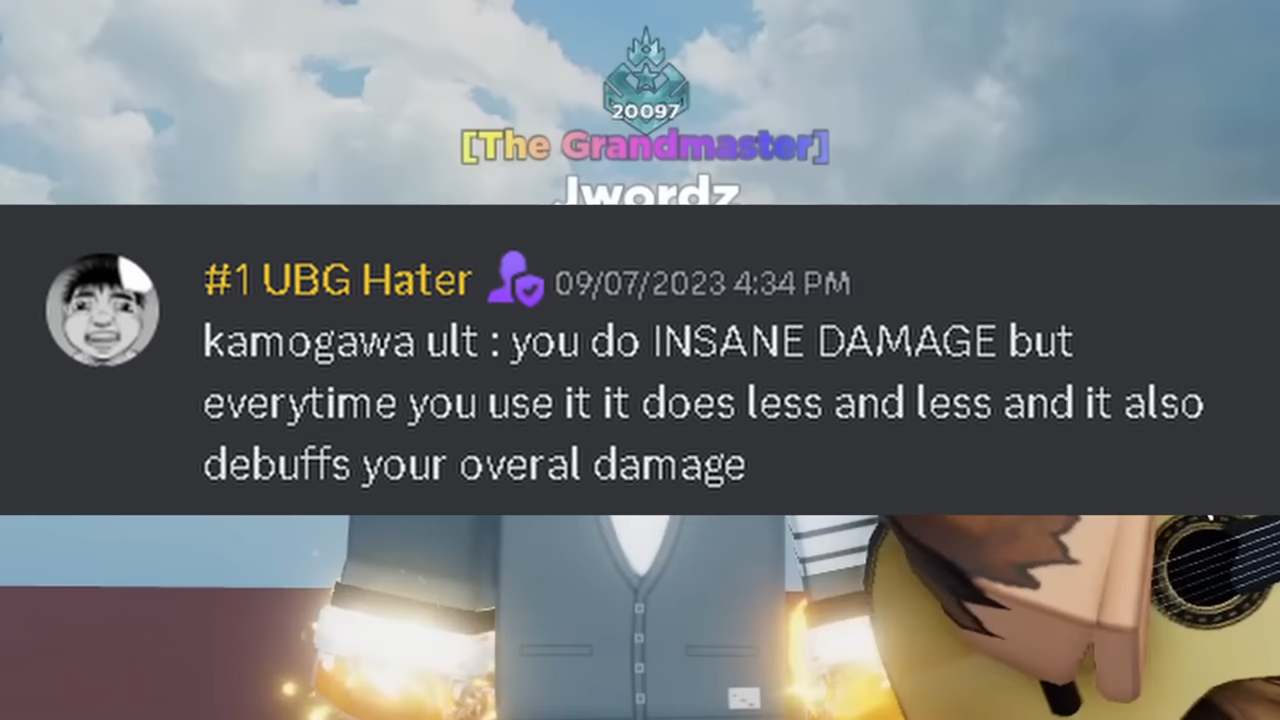 20097
[The Grandmaster]
Jwordz
#1 UBG Hater 09/07/2023 4:34 PM
kamogawa ult : you do INSANE DAMAGE but
everytime you use it it does less and less and it also
debuffs your overal damage